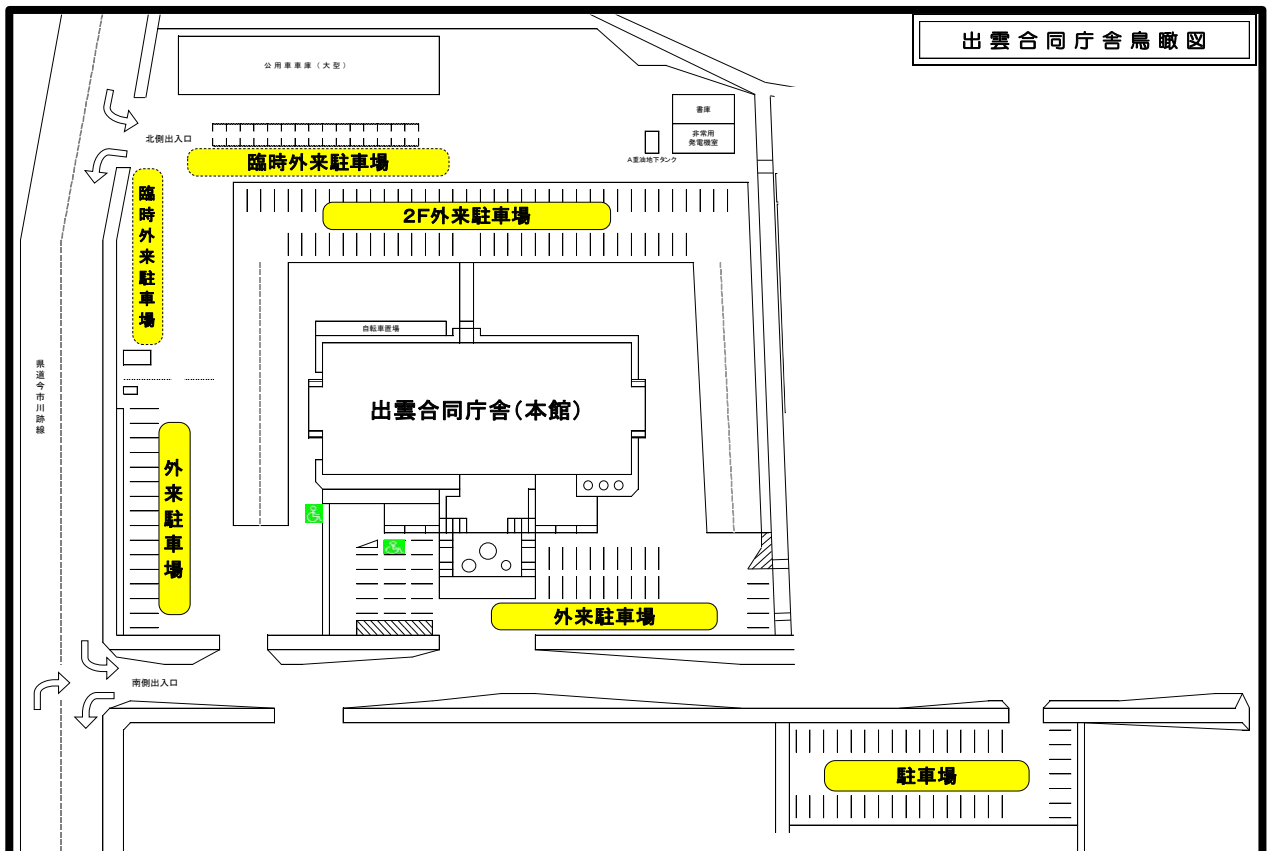 出雲合同庁舎鳥瞰図
公用車車庫（大型）
書庫
非常用
発電機室
A重油地下タンク
北側出入口
臨時外来駐車場
臨時外来駐車場
2F外来駐車場
自転車置場
県道今市川跡線
出雲合同庁舎(本館)
外来駐車場
外来駐車場
南側出入口
駐車場